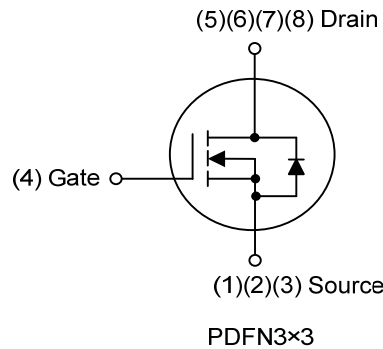 (5)(6)(7)(8) Drain
(4) Gate
(1)(2)(3) Source
PDFN3×3